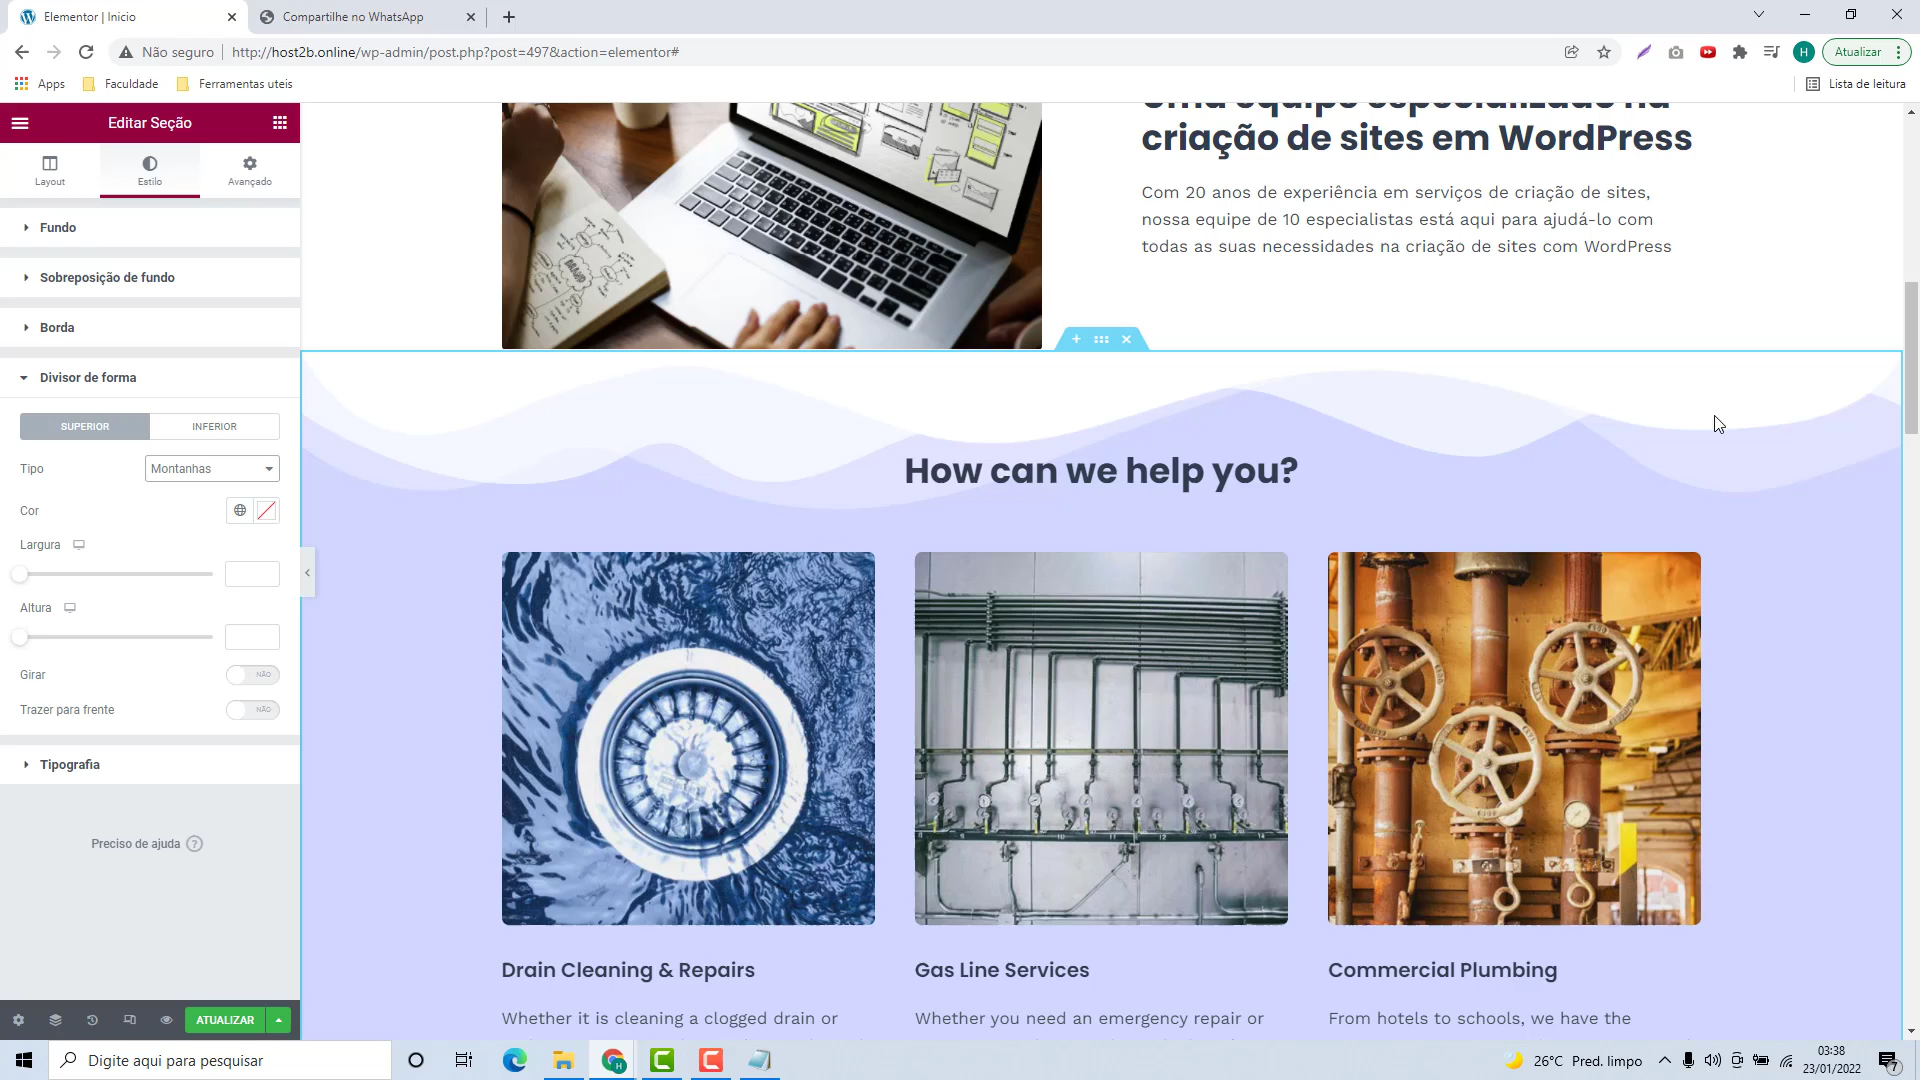 Elementor | Inicio
Compartilhe no WhatsApp
Não seguro
http://host2b.online/wp-admin/post.php?post=497&action=elementor#
H
Atualizar
Apps
Faculdade
Ferramentas uteis
Lista de leitura
Editar Seção
Layout
Estilo
Avançado
Fundo
Sobreposição de fundo
Borda
Divisor de forma
SUPERIOR
INFERIOR
Tipo
Montanhas
Cor
Largura
Altura
Girar
NÃO
Trazer para frente
NÃO
Tipografia
Preciso de ajuda
ATUALIZAR
Uma equipe especializado na
criação de sites em WordPress
Com 20 anos de experiência em serviços de criação de sites,
nossa equipe de 10 especialistas está aqui para ajudá-lo com
todas as suas necessidades na criação de sites com WordPress
How can we help you?
Drain Cleaning & Repairs
Gas Line Services
Commercial Plumbing
Whether it is cleaning a clogged drain or
Whether you need an emergency repair or
From hotels to schools, we have the
Digite aqui para pesquisar
26°C Pred. limpo
03:38
23/01/2022
7